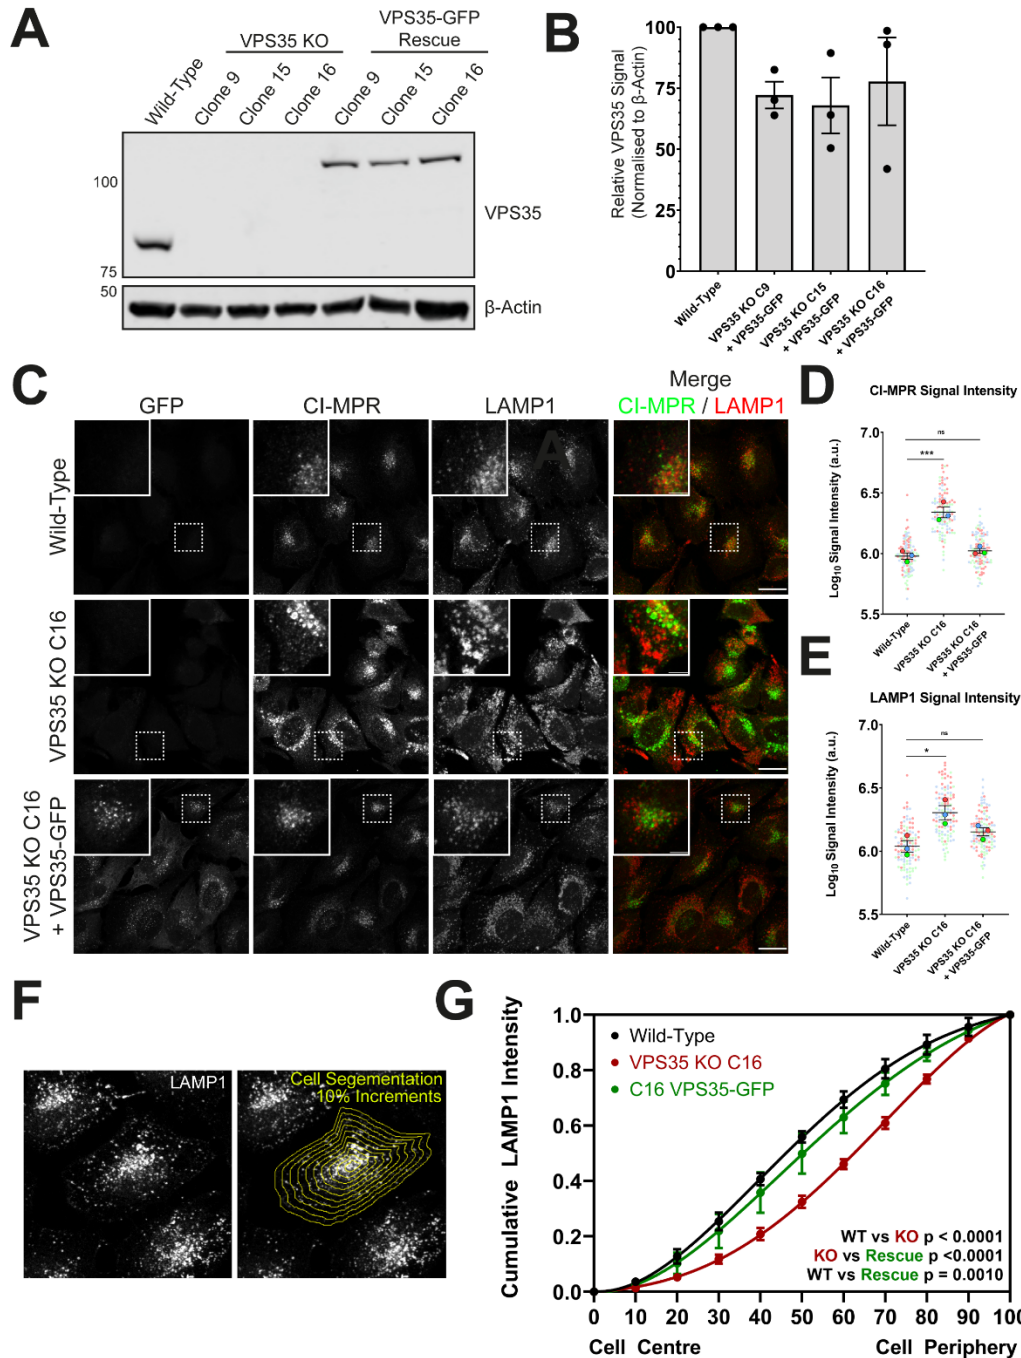 A
VPS35 KO
VPS35-GFP
Rescue
Wild-Type
Clone 9
Clone 15
Clone 16
Clone 9
Clone 15
Clone 16
100
75
50
VPS35
β-Actin
B
Relative VPS35 Signal
(Normalised to β-Actin)
100
75
50
25
0
Wild-Type
VPS35 KO C9
+ VPS35-GFP
VPS35 KO C15
+ VPS35-GFP
VPS35 KO C16
+ VPS35-GFP
C
GFP
CI-MPR
LAMP1
Merge
CI-MPR / LAMP1
A
Wild-Type
VPS35 KO C16
VPS35 KO C16
+ VPS35-GFP
D
CI-MPR Signal Intensity
Log10 Signal Intensity (a.u.)
7.0
6.5
6.0
5.5
ns
***
Wild-Type
VPS35 KO C16
VPS35 KO C16
+ VPS35-GFP
E
LAMP1 Signal Intensity
Log10 Signal Intensity (a.u.)
7.0
6.5
6.0
5.5
ns
*
Wild-Type
VPS35 KO C16
VPS35 KO C16
+ VPS35-GFP
F
LAMP1
Cell Segementation
10% Increments
G
Cumulative LAMP1 Intensity
1.0
0.8
0.6
0.4
0.2
0.0
Wild-Type
VPS35 KO C16
C16 VPS35-GFP
WT vs KO p < 0.0001
KO vs Rescue p <0.0001
WT vs Rescue p = 0.0010
0 10 20 30 40 50 60 70 80 90 100
Cell Centre
Cell Periphery